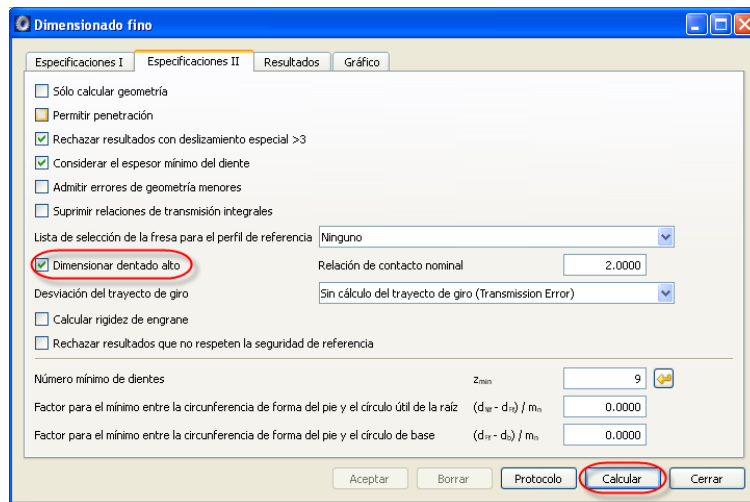 Dimensionado fino
Especificaciones I Especificaciones II Resultados Gráfico
Sólo calcular geometría
Permitir penetración
Rechazar resultados con deslizamiento especial >3
Considerar el espesor mínimo del diente
Admitir errores de geometría menores
Suprimir relaciones de transmisión integrales
Lista de selección de la fresa para el perfil de referencia Ninguno
Dimensionar dentado alto Relación de contacto nominal 2.0000
Desviación del trayecto de giro Sin cálculo del trayecto de giro (Transmission Error)
Calcular rigidez de engrane
Rechazar resultados que no respeten la seguridad de referencia
Número mínimo de dientes zmin 9
Factor para el mínimo entre la circunferencia de forma del pie y el círculo útil de la raíz (dNf - dFf) / mn 0.0000
Factor para el mínimo entre la circunferencia de forma del pie y el círculo de base (dFf - db) / mn 0.0000
Aceptar Borrar Protocolo Calcular Cerrar